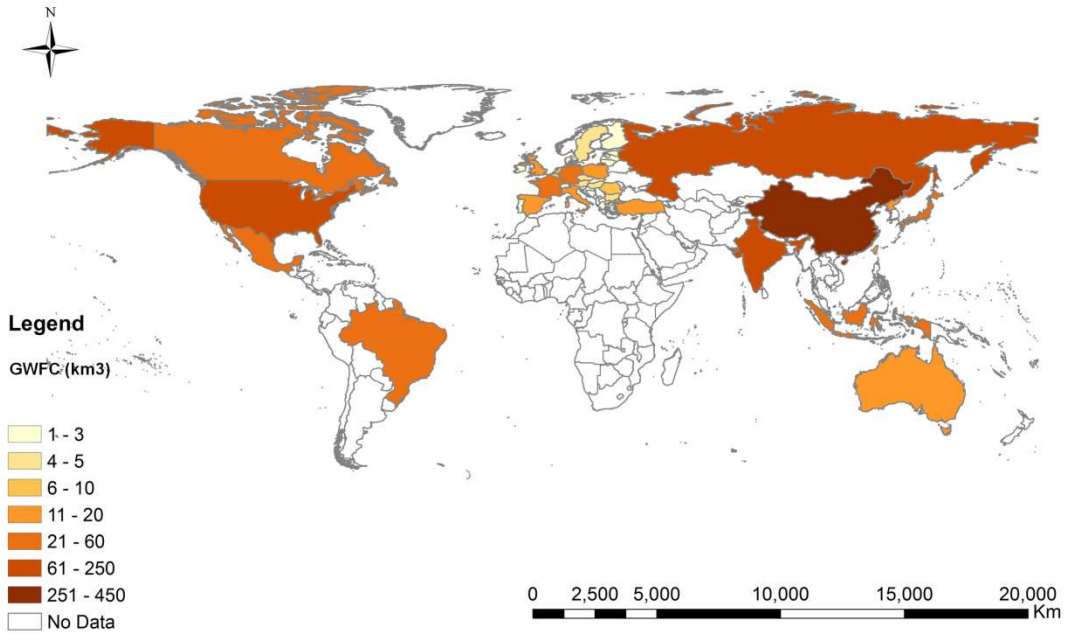 N
Legend
GWFC (km3)
1 - 3
4 - 5
6 - 10
11 - 20
21 - 60
61 - 250
251 - 450
No Data
0 2,500 5,000 10,000 15,000 20,000
Km